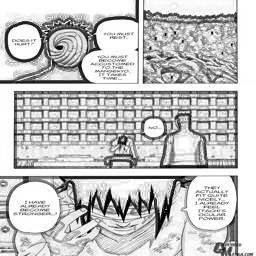 YOU MUST
REST.
DOES IT
HURT?
YOU MUST
BECOME
ACCUSTOMED
TO THE
MANGEKYO.
IT TAKES
TIME...
NO...
THEY
ACTUALLY
FIT QUITE
NICELY...
I ALREADY
FEEL
ITACHI'S
OCULAR
POWER.
I HAVE
ALREADY
BECOME
STRONGER...